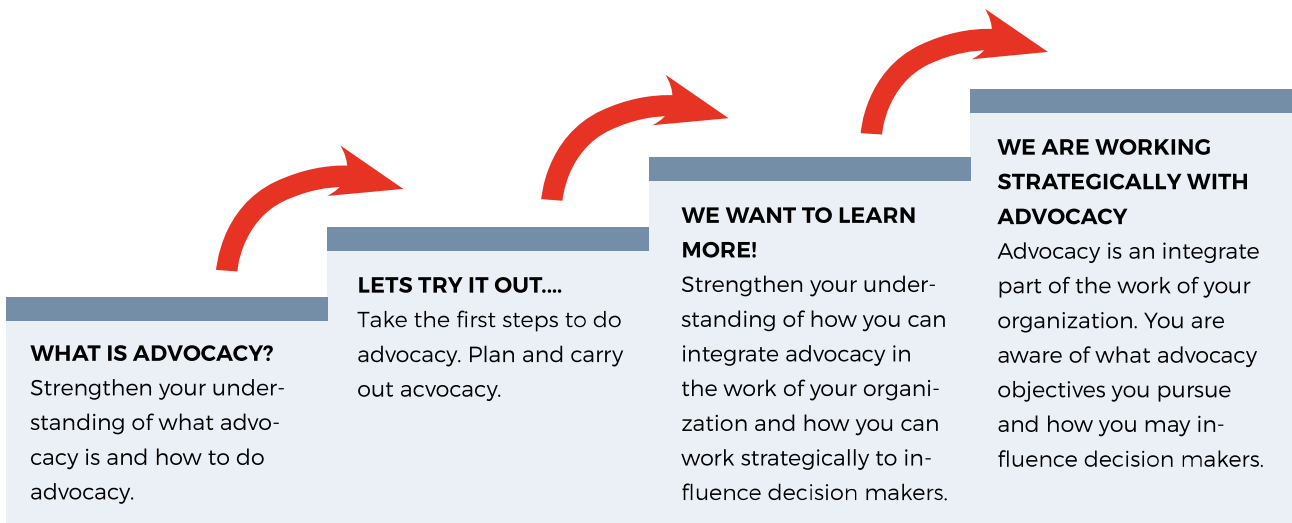 WHAT IS ADVOCACY?
Strengthen your under-
standing of what advo-
cacy is and how to do
advocacy.
LETS TRY IT OUT....
Take the first steps to do
advocacy. Plan and carry
out acvocacy.
WE WANT TO LEARN
MORE!
Strengthen your under-
standing of how you can
integrate advocacy in
the work of your organi-
zation and how you can
work strategically to in-
fluence decision makers.
WE ARE WORKING
STRATEGICALLY WITH
ADVOCACY
Advocacy is an integrate
part of the work of your
organization. You are
aware of what advocacy
objectives you pursue
and how you may in-
fluence decision makers.